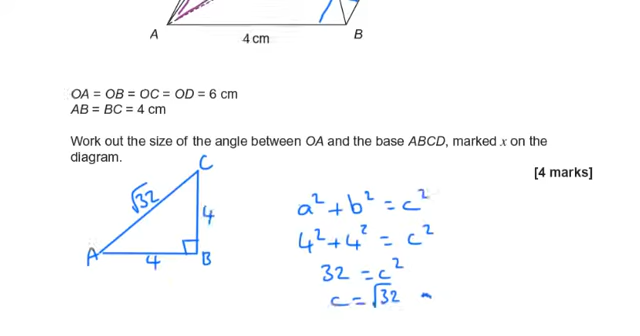 A
B
4 cm
OA = OB = OC = OD = 6 cm
AB = BC = 4 cm
Work out the size of the angle between OA and the base ABCD, marked x on the
diagram.
[4 marks]
C
√32
4
A
4
B
a² + b² = c²
4² + 4² = c²
32 = c²
c = √32